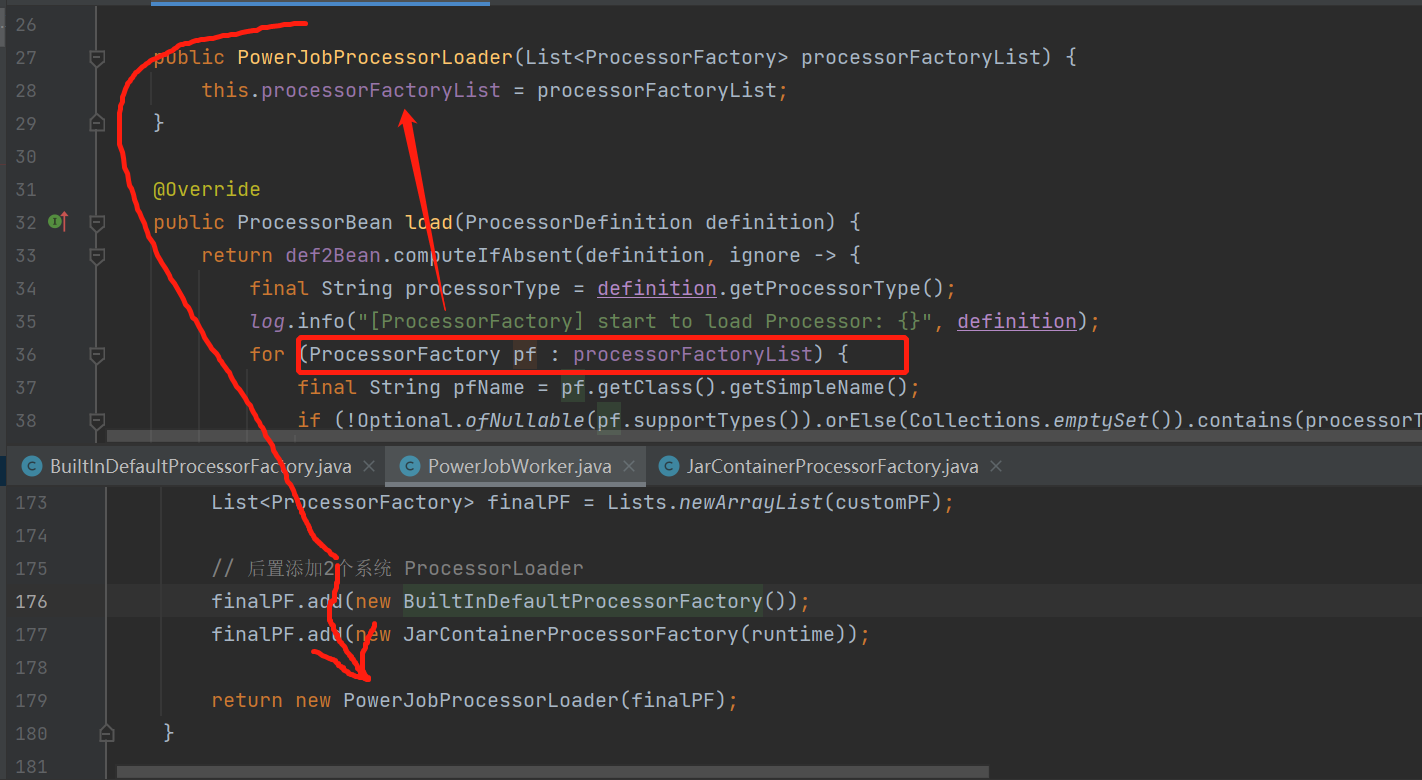 26
27 public PowerJobProcessorLoader(List<ProcessorFactory> processorFactoryList) {
28 this.processorFactoryList = processorFactoryList;
29 }
30
31 @Override
32 public ProcessorBean load(ProcessorDefinition definition) {
33 return def2Bean.computeIfAbsent(definition, ignore -> {
34 final String processorType = definition.getProcessorType();
35 log.info("[ProcessorFactory] start to load Processor: {}", definition);
36 for (ProcessorFactory pf : processorFactoryList) {
37 final String pfName = pf.getClass().getSimpleName();
38 if (!Optional.ofNullable(pf.supportTypes()).orElse(Collections.emptySet()).contains(processorT
BuiltInDefaultProcessorFactory.java PowerJobWorker.java JarContainerProcessorFactory.java
173 List<ProcessorFactory> finalPF = Lists.newArrayList(customPF);
174
175 // 后置添加2个系统 ProcessorLoader
176 finalPF.add(new BuiltInDefaultProcessorFactory());
177 finalPF.add(new JarContainerProcessorFactory(runtime));
178
179 return new PowerJobProcessorLoader(finalPF);
180 }
181